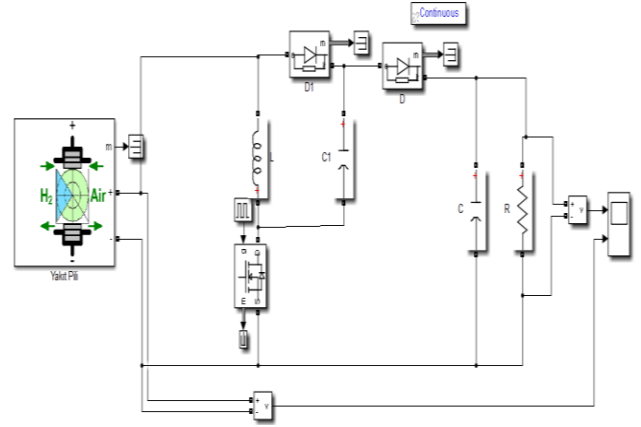 Continuous
m
D1
m
D
+
m
H2
Air
+
-
Yakıt Pili
+
L
+
C1
+
C
+
R
+
-
v
g
D
m
S
+
-
v